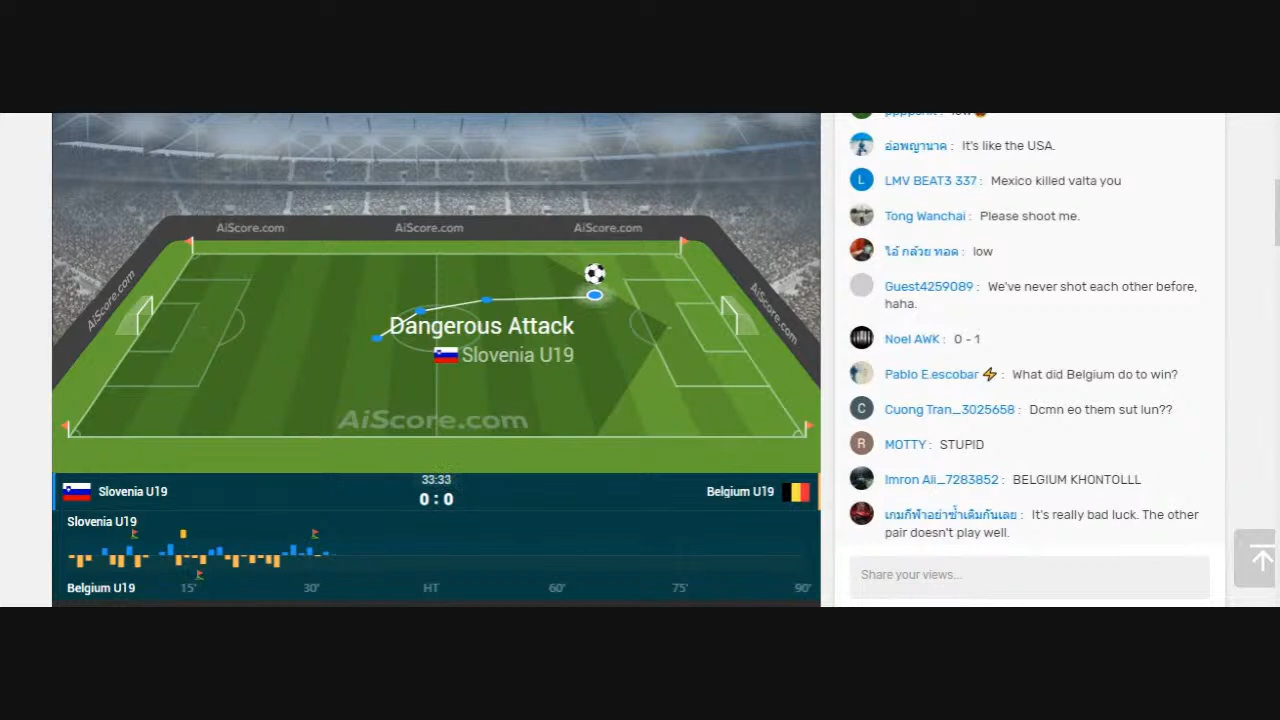 AiScore.com AiScore.com AiScore.com
AiScore.com
AiScore.com
Dangerous Attack
Slovenia U19
AiScore.com
Slovenia U19
33:33
0 : 0
Belgium U19
Slovenia U19
Belgium U19 15' 30' HT 60' 75' 90'
อ่อพญานาค : It's like the USA.
LMV BEAT3 337 : Mexico killed valta you
Tong Wanchai : Please shoot me.
ไอ้ กล้วย ทอด : low
Guest4259089 : We've never shot each other before,
haha.
Noel AWK : 0 - 1
Pablo E.escobar ⚡ : What did Belgium do to win?
C Cuong Tran_3025658 : Dcmn eo them sut lun??
R MOTTY : STUPID
Imron Ali_7283852 : BELGIUM KHONTOLLL
เกมกีฬาอย่าซ้ำเติมกันเลย : It's really bad luck. The other
pair doesn't play well.
Share your views...